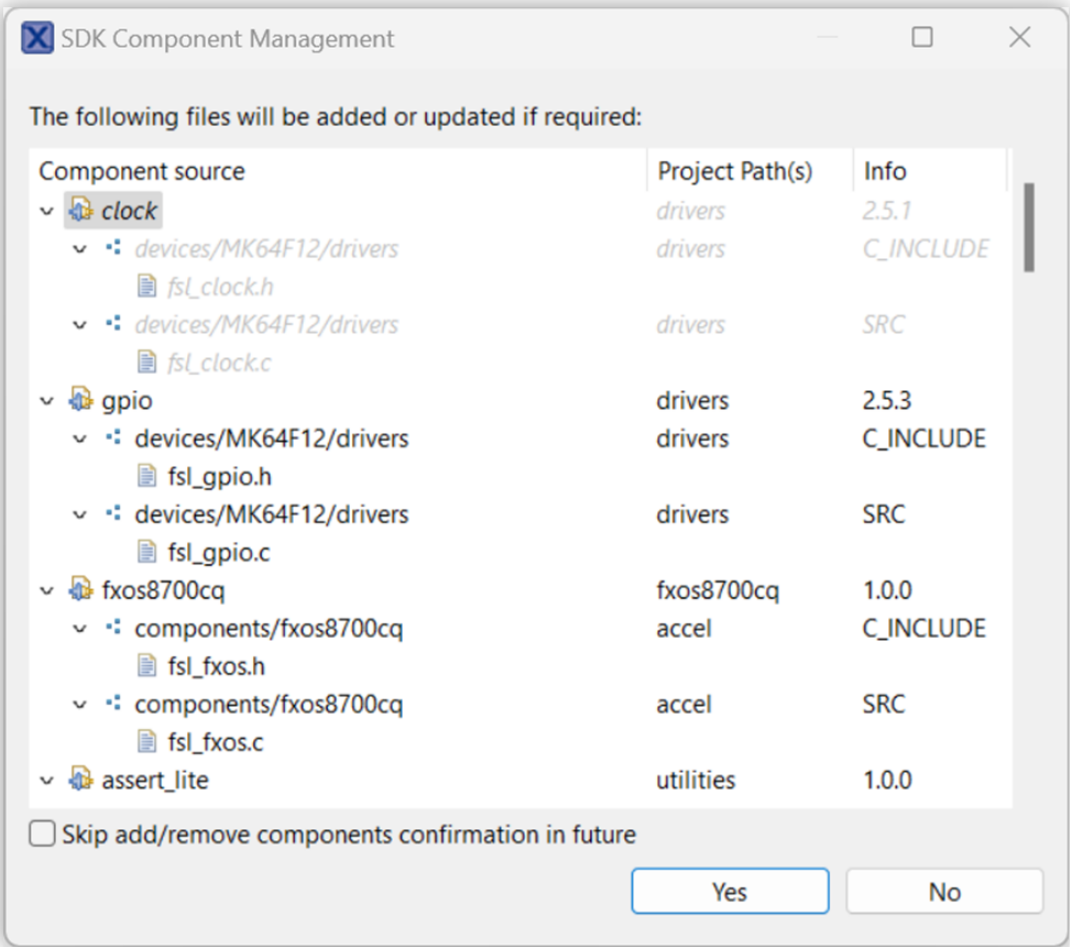 SDK Component Management
The following files will be added or updated if required:
Component source Project Path(s) Info
clock drivers 2.5.1
devices/MK64F12/drivers drivers C_INCLUDE
fsl_clock.h
devices/MK64F12/drivers drivers SRC
fsl_clock.c
gpio drivers 2.5.3
devices/MK64F12/drivers drivers C_INCLUDE
fsl_gpio.h
devices/MK64F12/drivers drivers SRC
fsl_gpio.c
fxos8700cq fxos8700cq 1.0.0
components/fxos8700cq accel C_INCLUDE
fsl_fxos.h
components/fxos8700cq accel SRC
fsl_fxos.c
assert_lite utilities 1.0.0
Skip add/remove components confirmation in future
Yes No